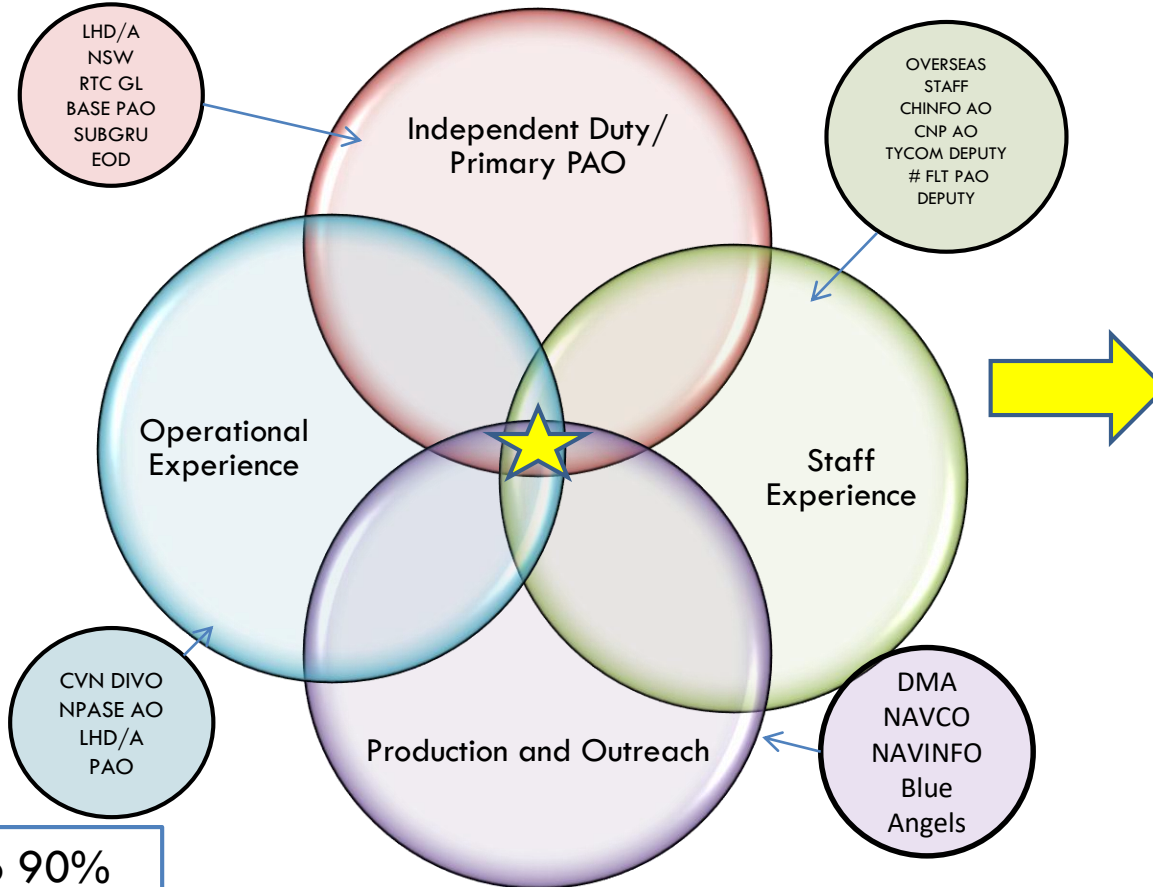 LHD/A
NSW
RTC GL
BASE PAO
SUBGRU
EOD
Independent Duty/
Primary PAO
OVERSEAS
STAFF
CHINFO AO
CNP AO
TYCOM DEPUTY
# FLT PAO
DEPUTY
Operational
Experience
Staff
Experience
CVN DIVO
NPASE AO
LHD/A
PAO
Production and Outreach
DMA
NAVCO
NAVINFO
Blue
Angels
90%